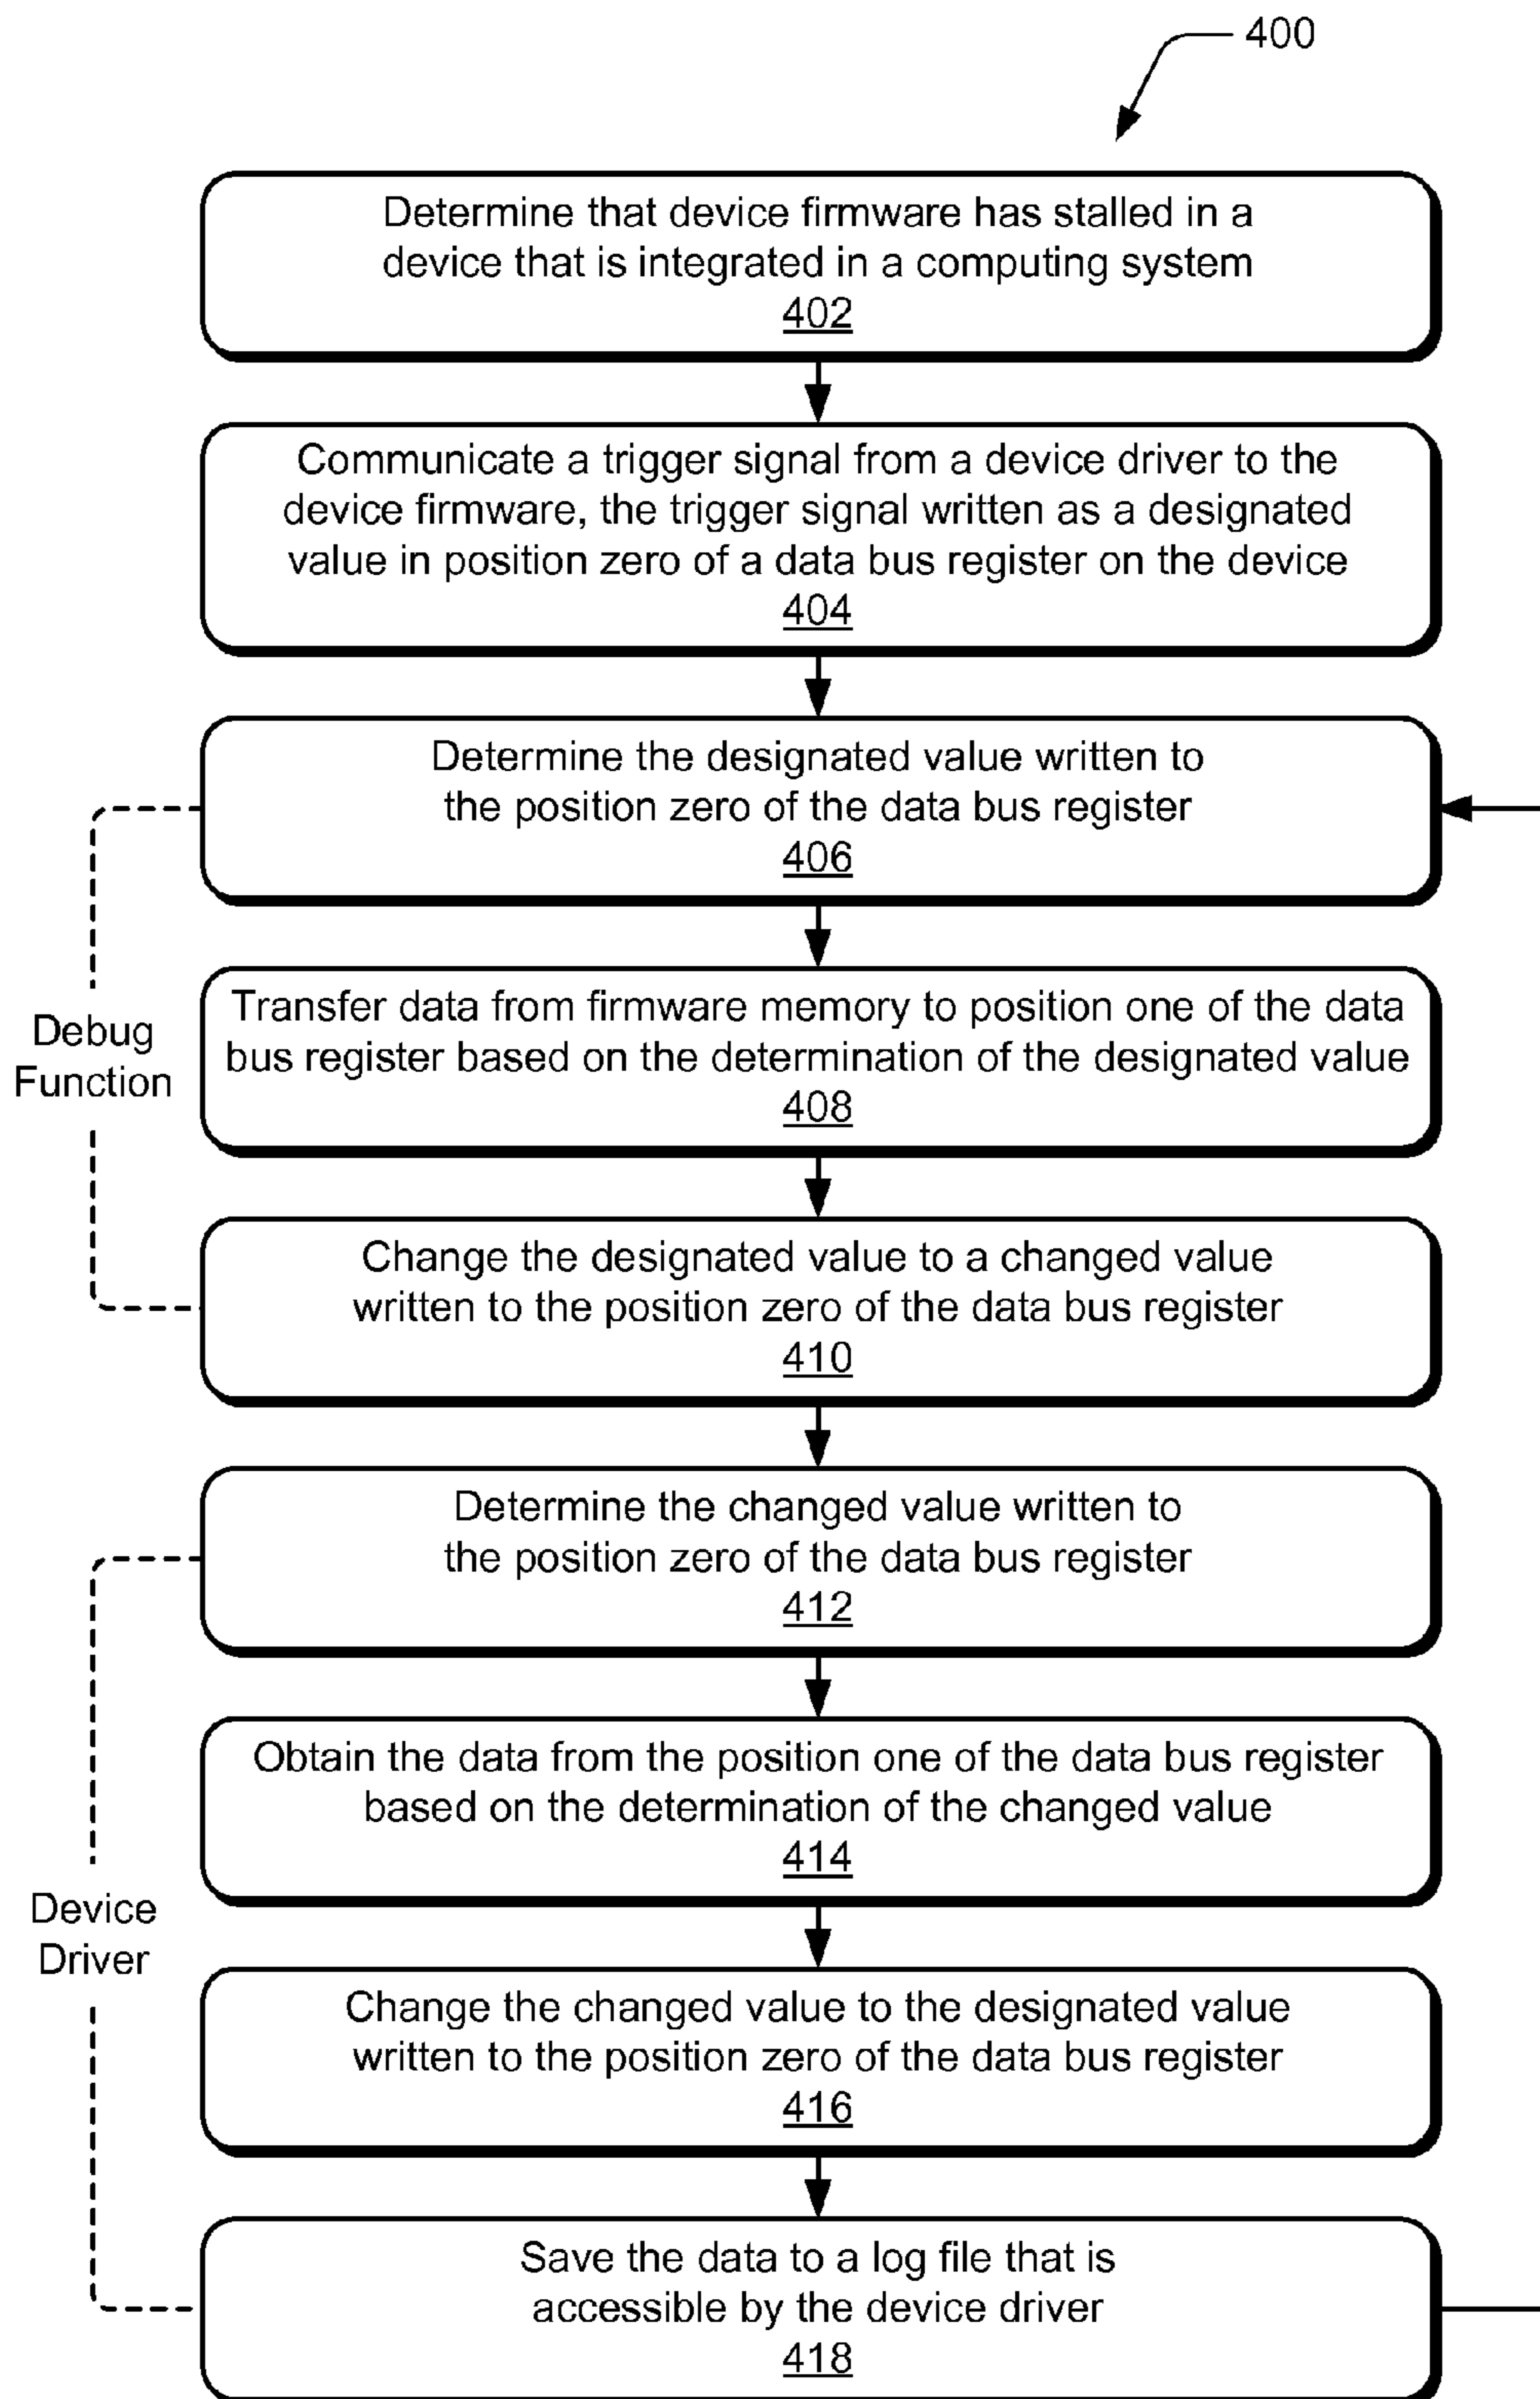 400
Determine that device firmware has stalled in a
device that is integrated in a computing system
402
Communicate a trigger signal from a device driver to the
device firmware, the trigger signal written as a designated
value in position zero of a data bus register on the device
404
Determine the designated value written to
the position zero of the data bus register
406
Debug
Function
Transfer data from firmware memory to position one of the data
bus register based on the determination of the designated value
408
Change the designated value to a changed value
written to the position zero of the data bus register
410
Determine the changed value written to
the position zero of the data bus register
412
Obtain the data from the position one of the data bus register
based on the determination of the changed value
414
Device
Driver
Change the changed value to the designated value
written to the position zero of the data bus register
416
Save the data to a log file that is
accessible by the device driver
418